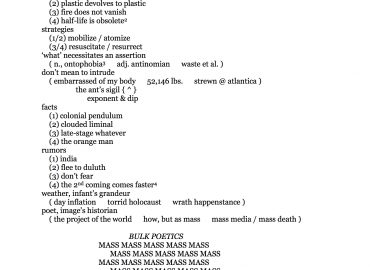 (2) plastic devolves to plastic
(3) fire does not vanish
(4) half-life is obsolete²
strategies
(1/2) mobilize / atomize
(3/4) resuscitate / resurrect
'what' necessitates an assertion
( n., ontophobia³ adj. antinomian waste et al. )
don't mean to intrude
( embarrassed of my body 52,146 lbs. strewn @ atlantica )
the ant's sigil { ^ }
exponent & dip
facts
(1) colonial pendulum
(2) clouded liminal
(3) late-stage whatever
(4) the orange man
rumors
(1) india
(2) flee to duluth
(3) don't fear
(4) the 2nd coming comes faster⁴
weather, infant's grandeur
( day inflation torrid holocaust wrath happenstance )
poet, image's historian
( the project of the world how, but as mass mass media / mass death )
BULK POETICS
MASS MASS MASS MASS MASS
MASS MASS MASS MASS MASS
MASS MASS MASS MASS MASS
MASS MASS MASS MASS MASS